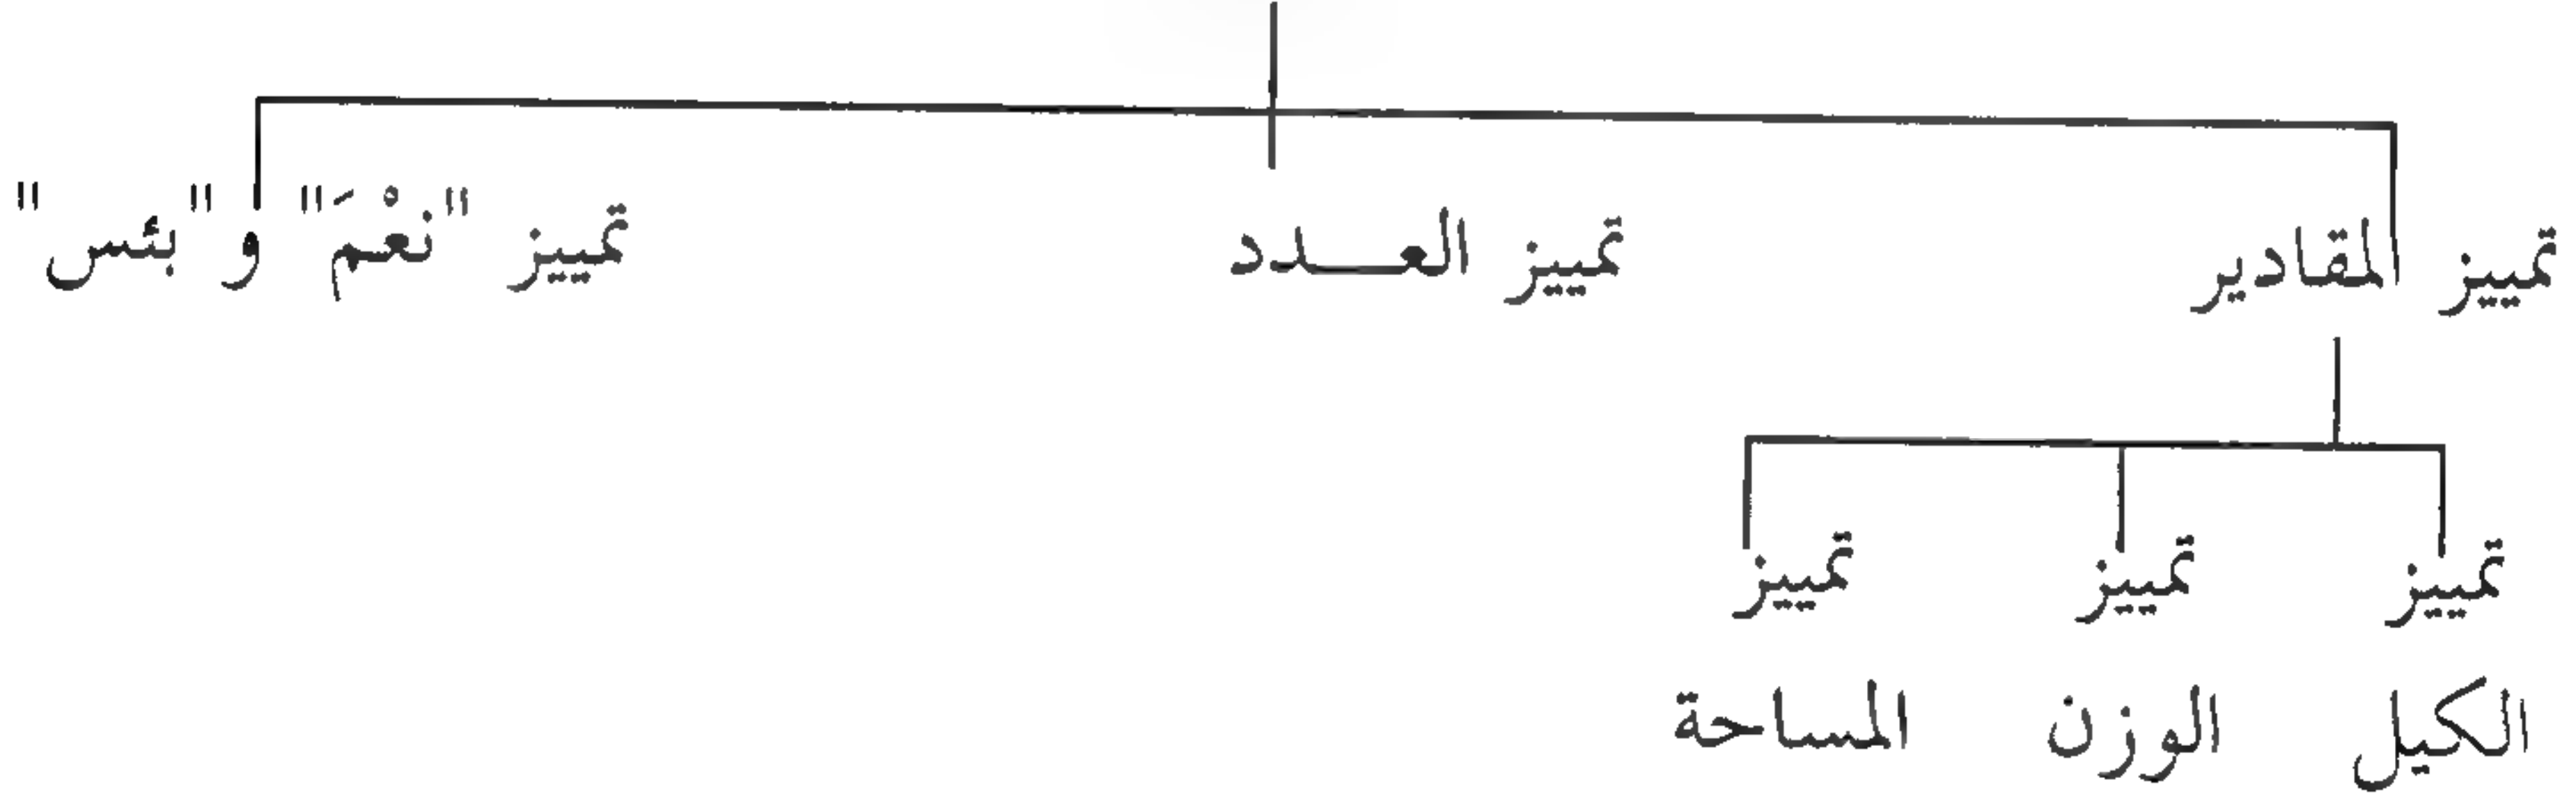 تمييز المقادير
تمييز العـــدد
تمييز "نعْمَ" و "بئس"
تمييز الكيل
تمييز الوزن
تمييز المساحة